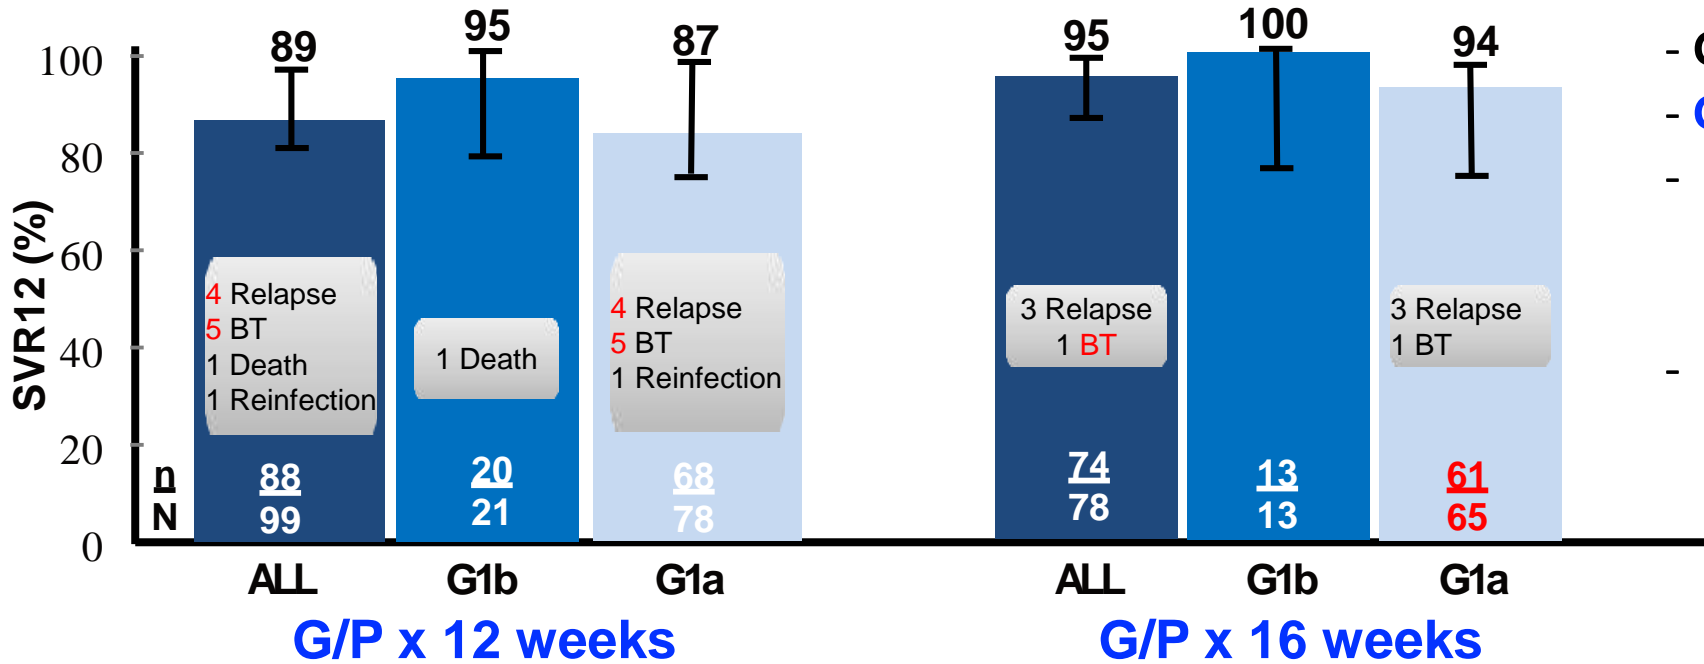 89 95 87 95 100 94
100
80
60
40
20
0
SVR12 (%)
4 Relapse
5 BT
1 Death
1 Reinfection
1 Death
4 Relapse
5 BT
1 Reinfection
3 Relapse
1 BT
3 Relapse
1 BT
n
N
88
99
20
21
68
78
74
78
13
13
61
65
ALL G1b G1a ALL G1b G1a
G/P x 12 weeks G/P x 16 weeks
-
-
-
-